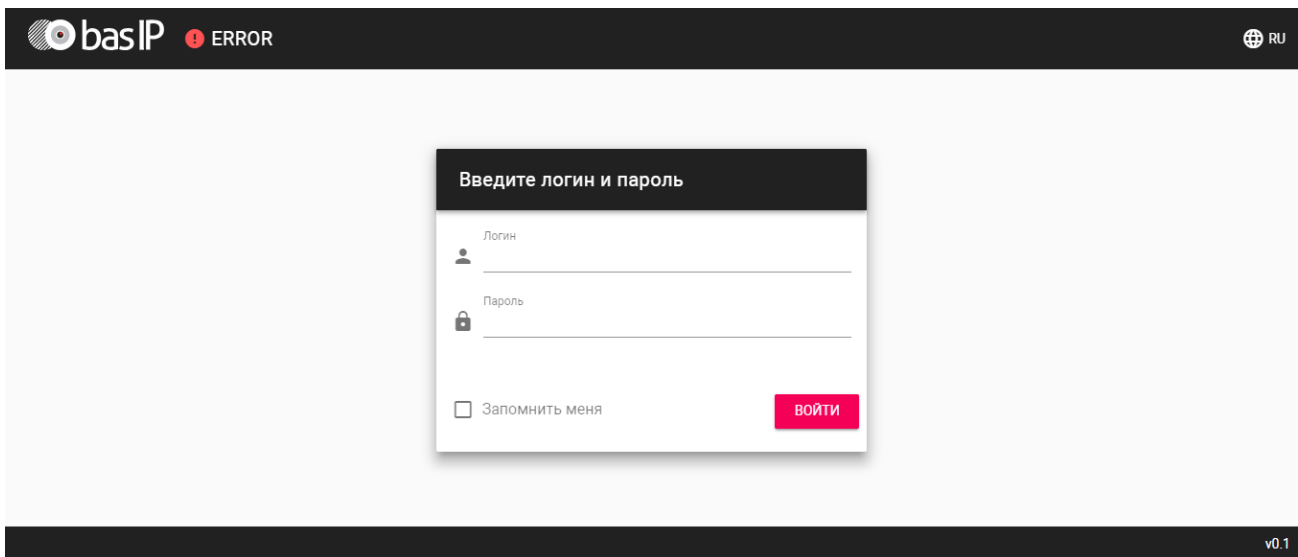 bas IP ERROR RU
Введите логин и пароль
Логин
Пароль
Запомнить меня ВОЙТИ
v0.1